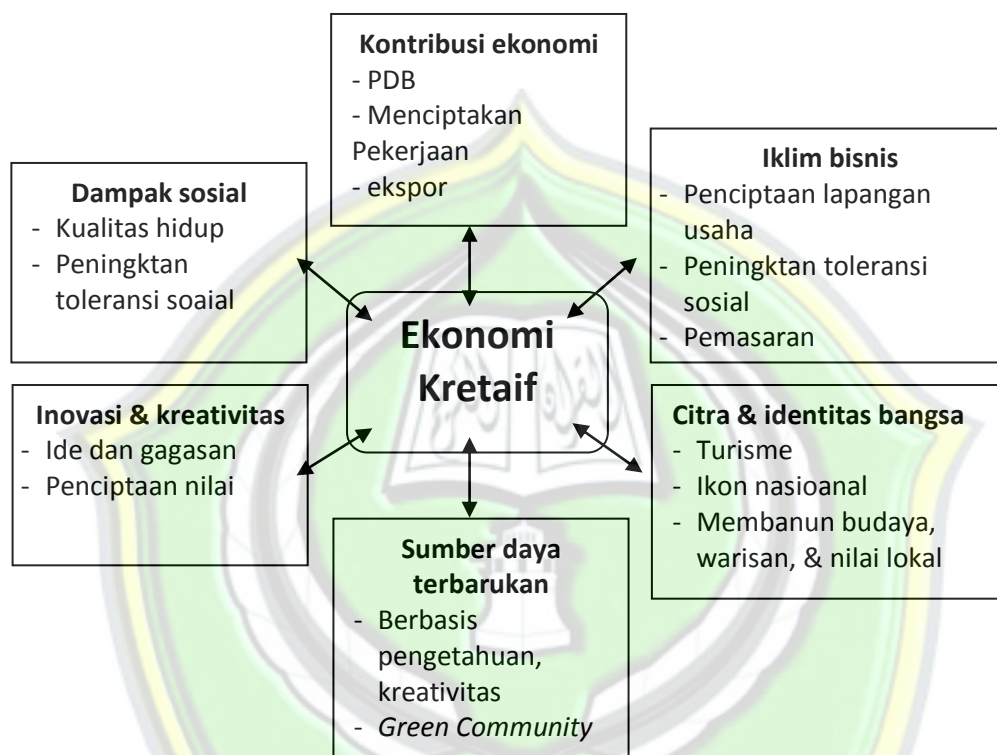 Kontribusi ekonomi
- PDB
- Menciptakan
Pekerjaan
- ekspor
Dampak sosial
- Kualitas hidup
- Peningktan
toleransi soaial
Iklim bisnis
- Penciptaan lapangan
usaha
- Peningktan toleransi
sosial
- Pemasaran
Ekonomi
Kretaif
Inovasi & kreativitas
- Ide dan gagasan
- Penciptaan nilai
Citra & identitas bangsa
- Turisme
- Ikon nasioanal
- Membanun budaya,
warisan, & nilai lokal
Sumber daya
terbarukan
- Berbasis
pengetahuan,
kreativitas
- Green Community